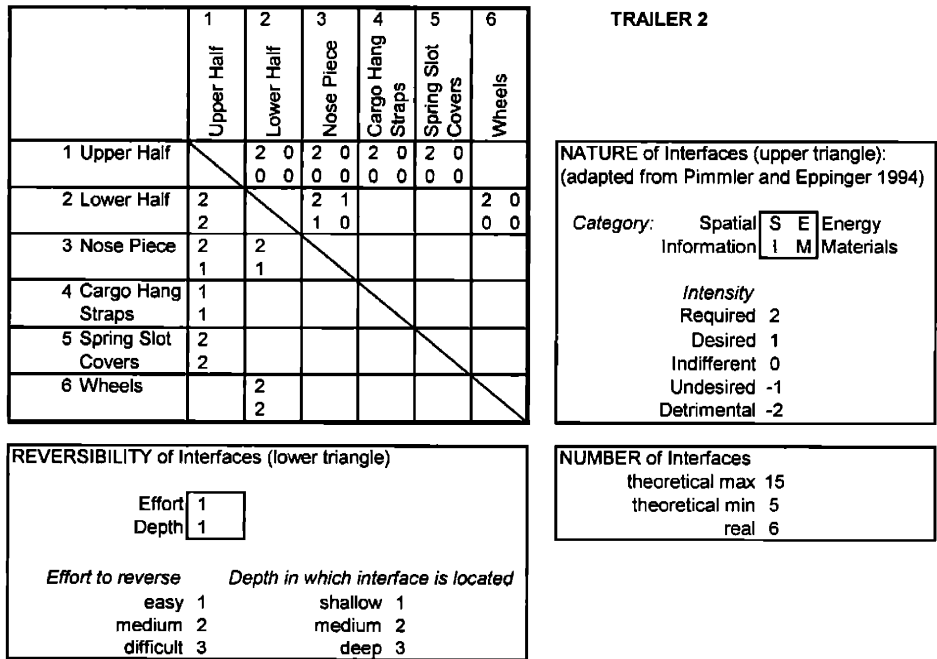 TRAILER 2
1 2 3 4 5 6
Upper Half
Lower Half
Nose Piece
Cargo Hang
Straps
Spring Slot
Covers
Wheels
1 Upper Half 2 0 2 0 2 0 2 0
0 0 0 0 0 0 0 0
2 Lower Half 2 2 1 2 0
2 1 0 0 0
3 Nose Piece 2 2
1 1
4 Cargo Hang 1
Straps 1
5 Spring Slot 2
Covers 2
6 Wheels 2
2
NATURE of Interfaces (upper triangle):
(adapted from Pimmler and Eppinger 1994)
Category: Spatial S E Energy
Information I M Materials
Intensity
Required 2
Desired 1
Indifferent 0
Undesired -1
Detrimental -2
REVERSIBILITY of Interfaces (lower triangle)
Effort 1
Depth 1
Effort to reverse Depth in which interface is located
easy 1 shallow 1
medium 2 medium 2
difficult 3 deep 3
NUMBER of Interfaces
theoretical max 15
theoretical min 5
real 6